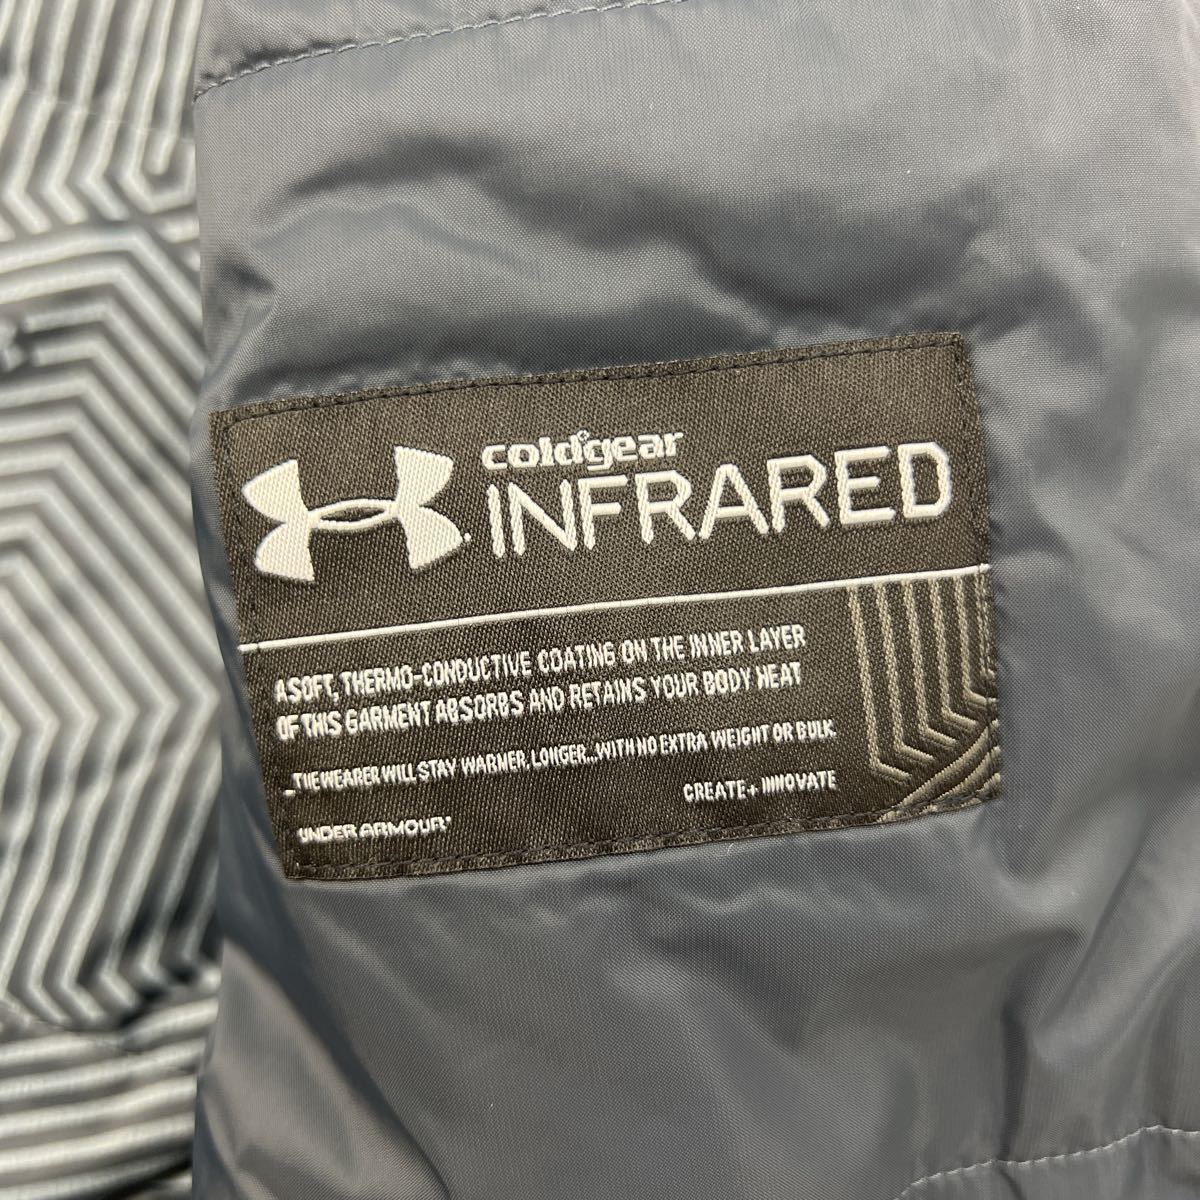 coldgear
INFRARED
A SOFT, THERMO-CONDUCTIVE COATING ON THE INNER LAYER
OF THIS GARMENT ABSORBS AND RETAINS YOUR BODY HEAT
...THE WEARER WILL STAY WARMER, LONGER...WITH NO EXTRA WEIGHT OR BULK.
CREATE + INNOVATE
UNDER ARMOUR®